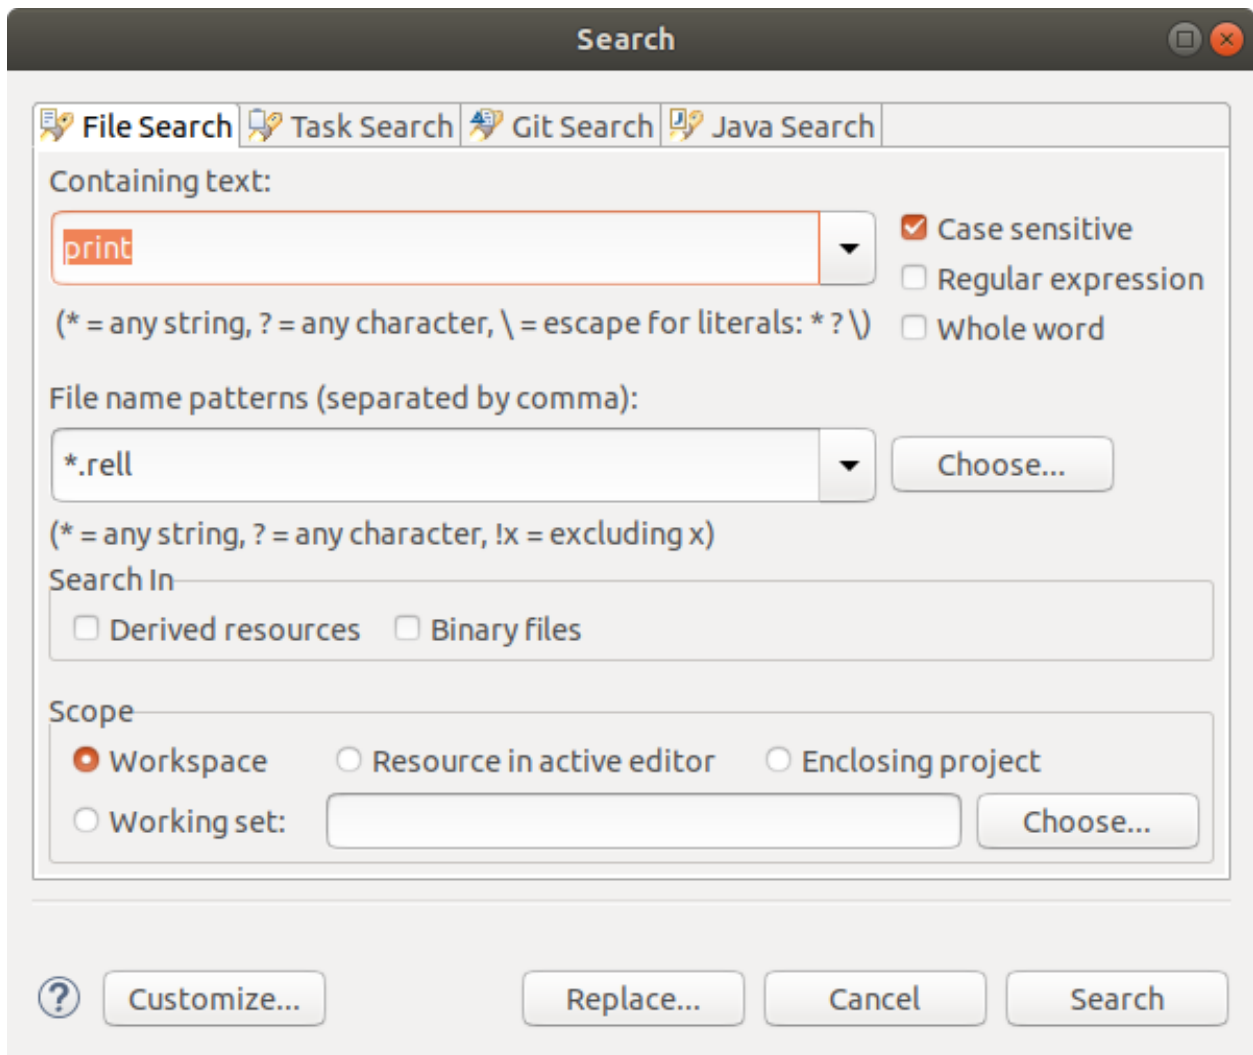 Search
File Search Task Search Git Search Java Search
Containing text:
print
Case sensitive
Regular expression
(* = any string, ? = any character, \ = escape for literals: * ? \)
Whole word
File name patterns (separated by comma):
*.rell
Choose...
(* = any string, ? = any character, !x = excluding x)
Search In
Derived resources Binary files
Scope
Workspace Resource in active editor Enclosing project
Working set: Choose...
? Customize... Replace... Cancel Search